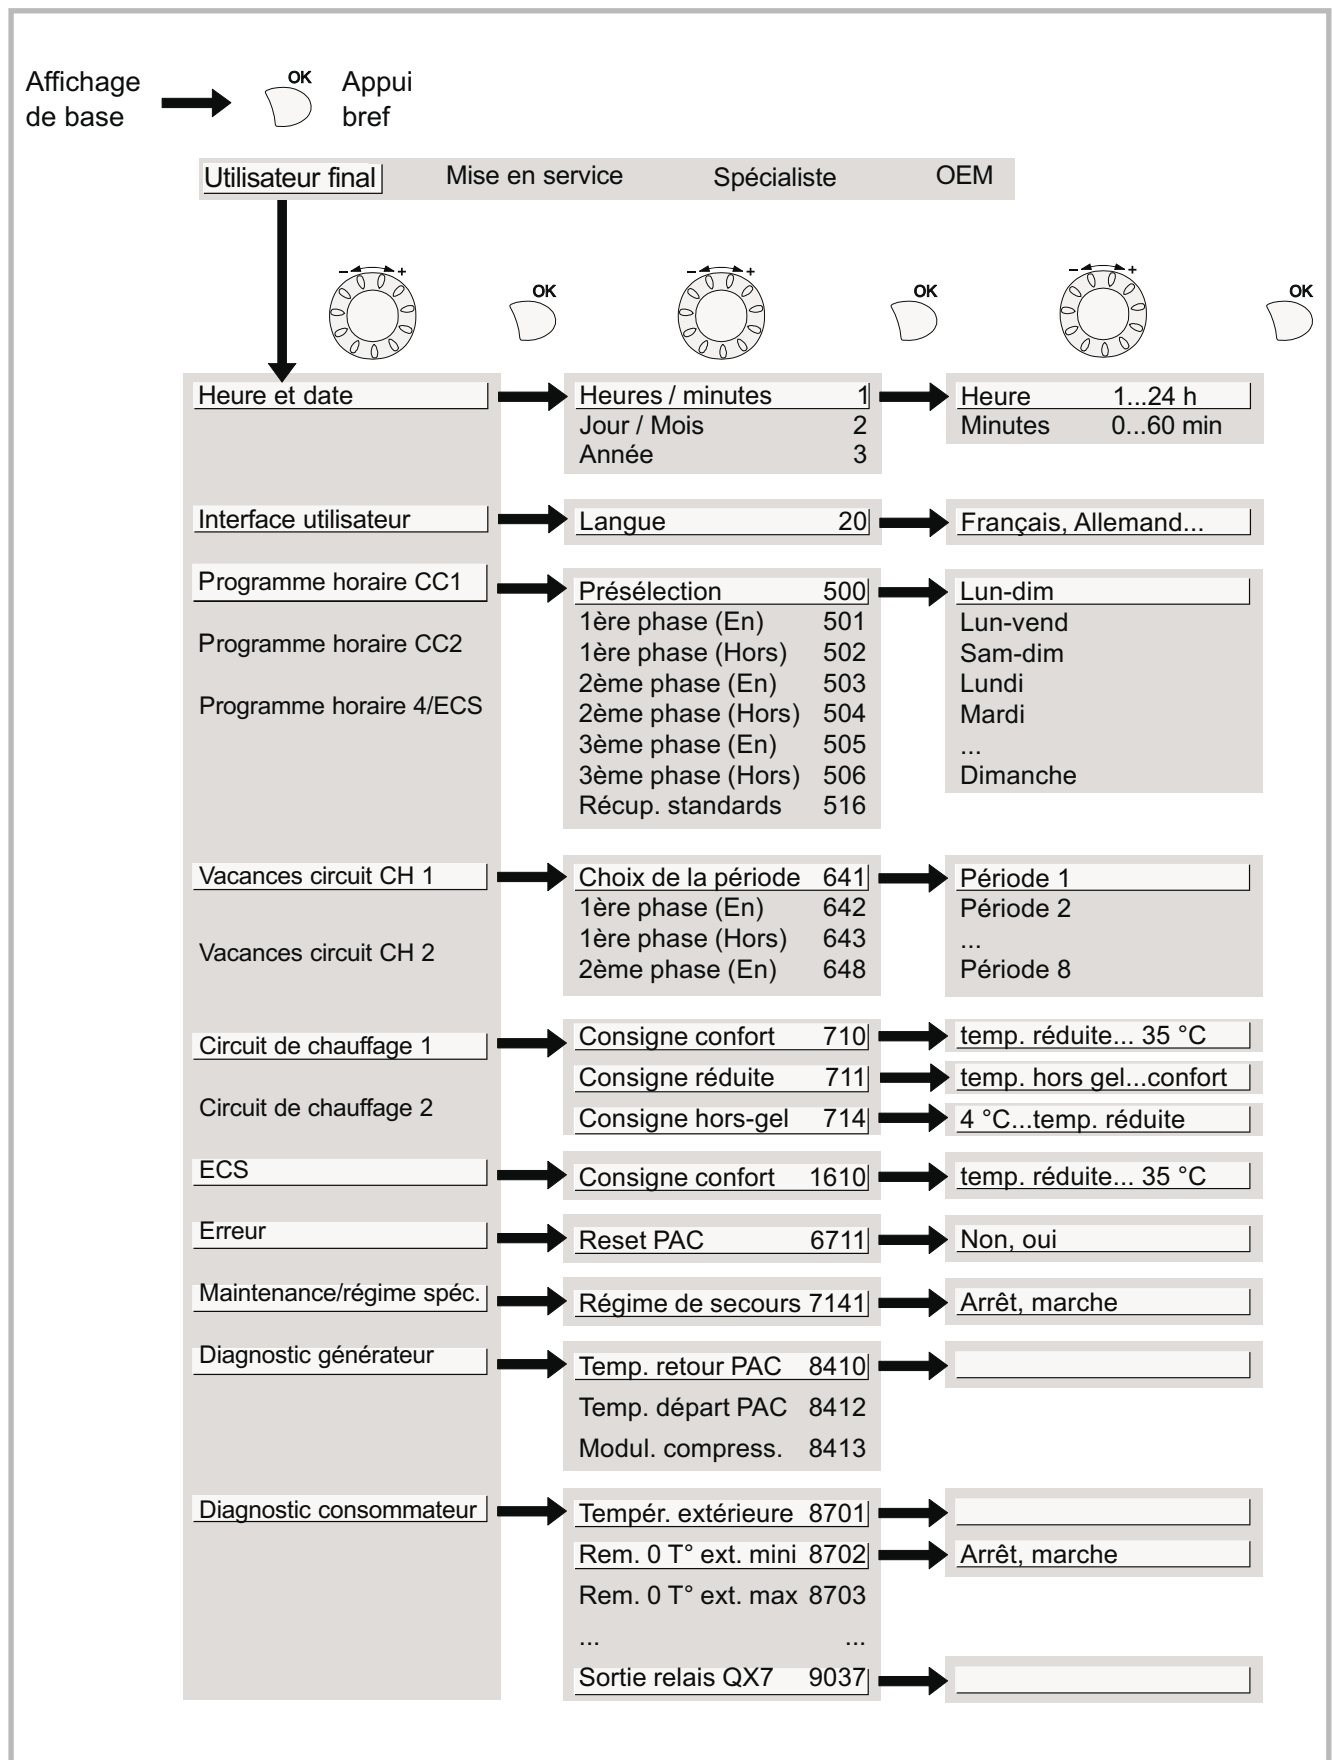 Affichage
de base
OK
Appui
bref
Utilisateur final Mise en service Spécialiste OEM
- + - + - +
OK OK OK
Heure et date Heures / minutes 1 Heure 1...24 h
Jour / Mois 2 Minutes 0...60 min
Année 3
Interface utilisateur Langue 20 Français, Allemand...
Programme horaire CC1 Présélection 500 Lun-dim
1ère phase (En) 501 Lun-vend
Programme horaire CC2 1ère phase (Hors) 502 Sam-dim
2ème phase (En) 503 Lundi
Programme horaire 4/ECS 2ème phase (Hors) 504 Mardi
3ème phase (En) 505 ...
3ème phase (Hors) 506 Dimanche
Récup. standards 516
Vacances circuit CH 1 Choix de la période 641 Période 1
1ère phase (En) 642 Période 2
Vacances circuit CH 2 1ère phase (Hors) 643 ...
2ème phase (En) 648 Période 8
Circuit de chauffage 1 Consigne confort 710 temp. réduite... 35 °C
Consigne réduite 711 temp. hors gel...confort
Circuit de chauffage 2 Consigne hors-gel 714 4 °C...temp. réduite
ECS Consigne confort 1610 temp. réduite... 35 °C
Erreur Reset PAC 6711 Non, oui
Maintenance/régime spéc. Régime de secours 7141 Arrêt, marche
Diagnostic générateur Temp. retour PAC 8410
Temp. départ PAC 8412
Modul. compress. 8413
Diagnostic consommateur Tempér. extérieure 8701
Rem. 0 T° ext. mini 8702 Arrêt, marche
Rem. 0 T° ext. max 8703
... ...
Sortie relais QX7 9037